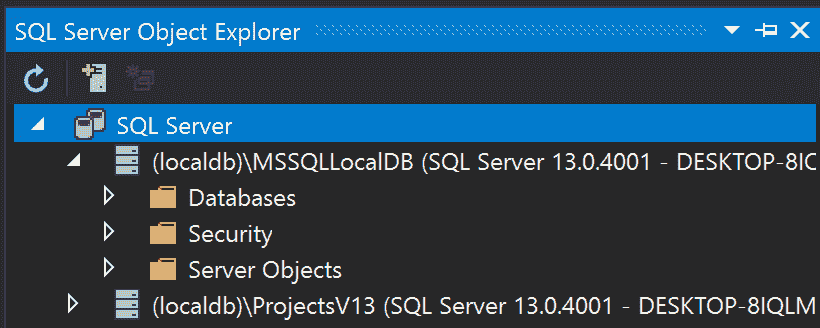 SQL Server Object Explorer
SQL Server
(localdb)\MSSQLLocalDB (SQL Server 13.0.4001 - DESKTOP-8IC
Databases
Security
Server Objects
(localdb)\ProjectsV13 (SQL Server 13.0.4001 - DESKTOP-8IQLM